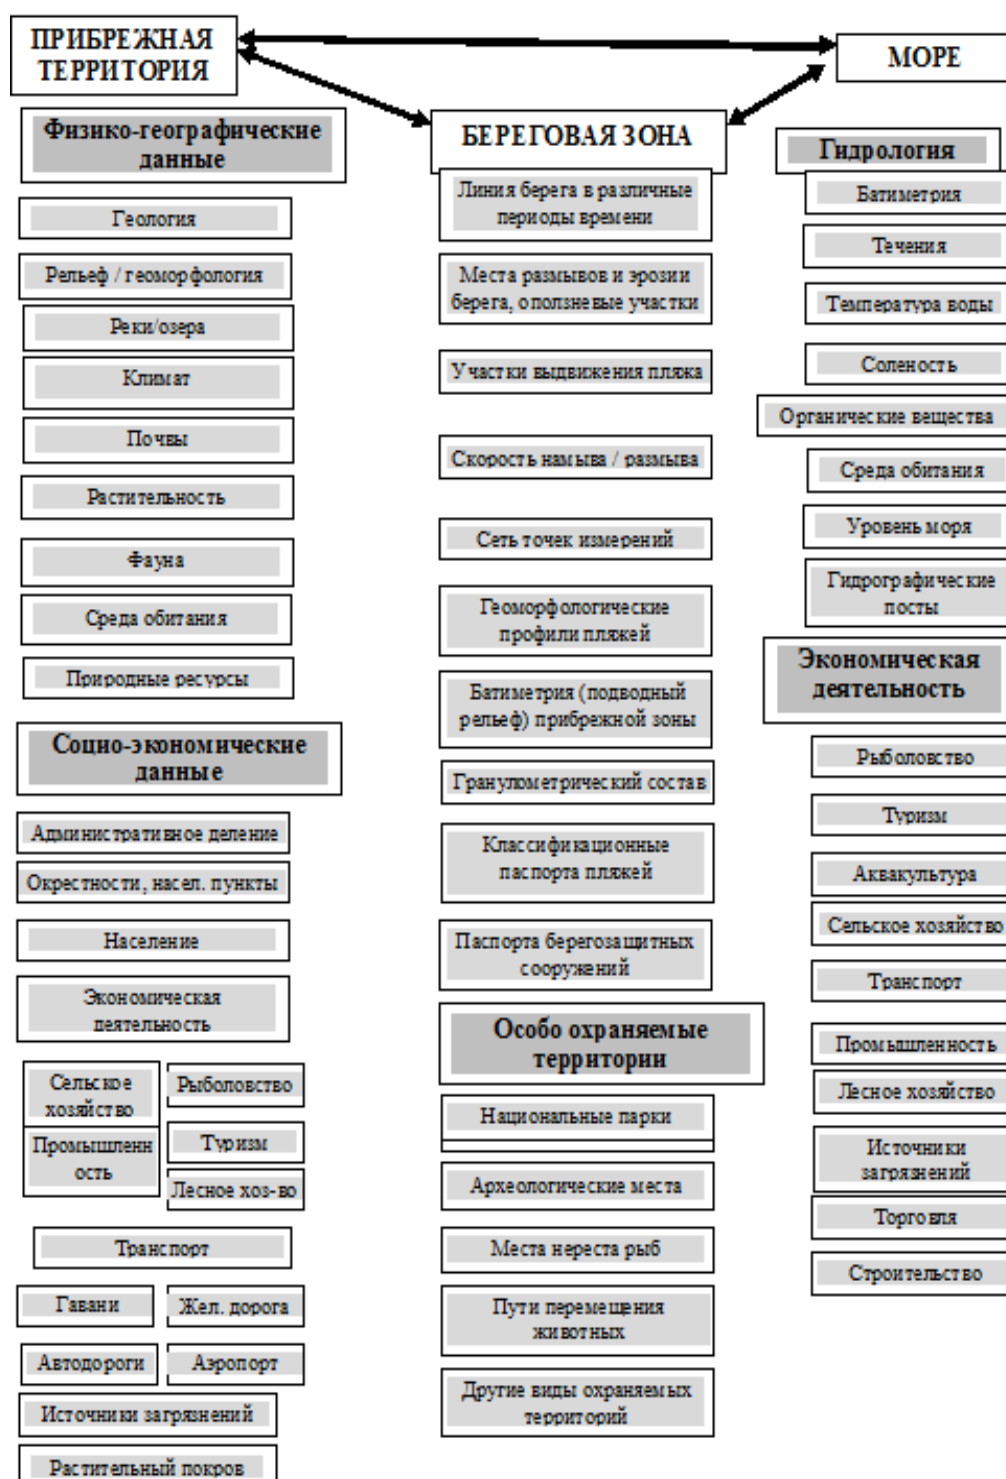 ПРИБРЕЖНАЯ
ТЕРРИТОРИЯ
Физико-географические
данные
Геология
Рельеф / геоморфология
Реки/озера
Климат
Почвы
Растительность
Фауна
Среда обитания
Природные ресурсы
Социо-экономические
данные
Административное деление
Окрестности, насел. пункты
Население
Экономическая
деятельность
Сельское
хозяйство
Рыболовство
Промышленн
ость
Туризм
Лесное хоз-во
Транспорт
Гавани
Жел. дорога
Автодороги
Аэропорт
Источники загрязнений
Растительный покров
БЕРЕГОВАЯ ЗОНА
Линия берега в различные
периоды времени
Места размывов и эрозии
берега, оползневые участки
Участки выдвижения пляжа
Скорость намыва / размыва
Сеть точек измерений
Геоморфологические
профили пляжей
Батиметрия (подводный
рельеф) прибрежной зоны
Гранулометрический состав
Классификационные
паспорта пляжей
Паспорта берегозащитных
сооружений
Особо охраняемые
территории
Национальные парки
Археологические места
Места нереста рыб
Пути перемещения
животных
Другие виды охраняемых
территорий
МОРЕ
Гидрология
Батиметрия
Течения
Температура воды
Соленость
Органические вещества
Среда обитания
Уровень моря
Гидрографические
посты
Экономическая
деятельность
Рыболовство
Туризм
Аквакультура
Сельское хозяйство
Транспорт
Промышленность
Лесное хозяйство
Источники
загрязнений
Торговля
Строительство